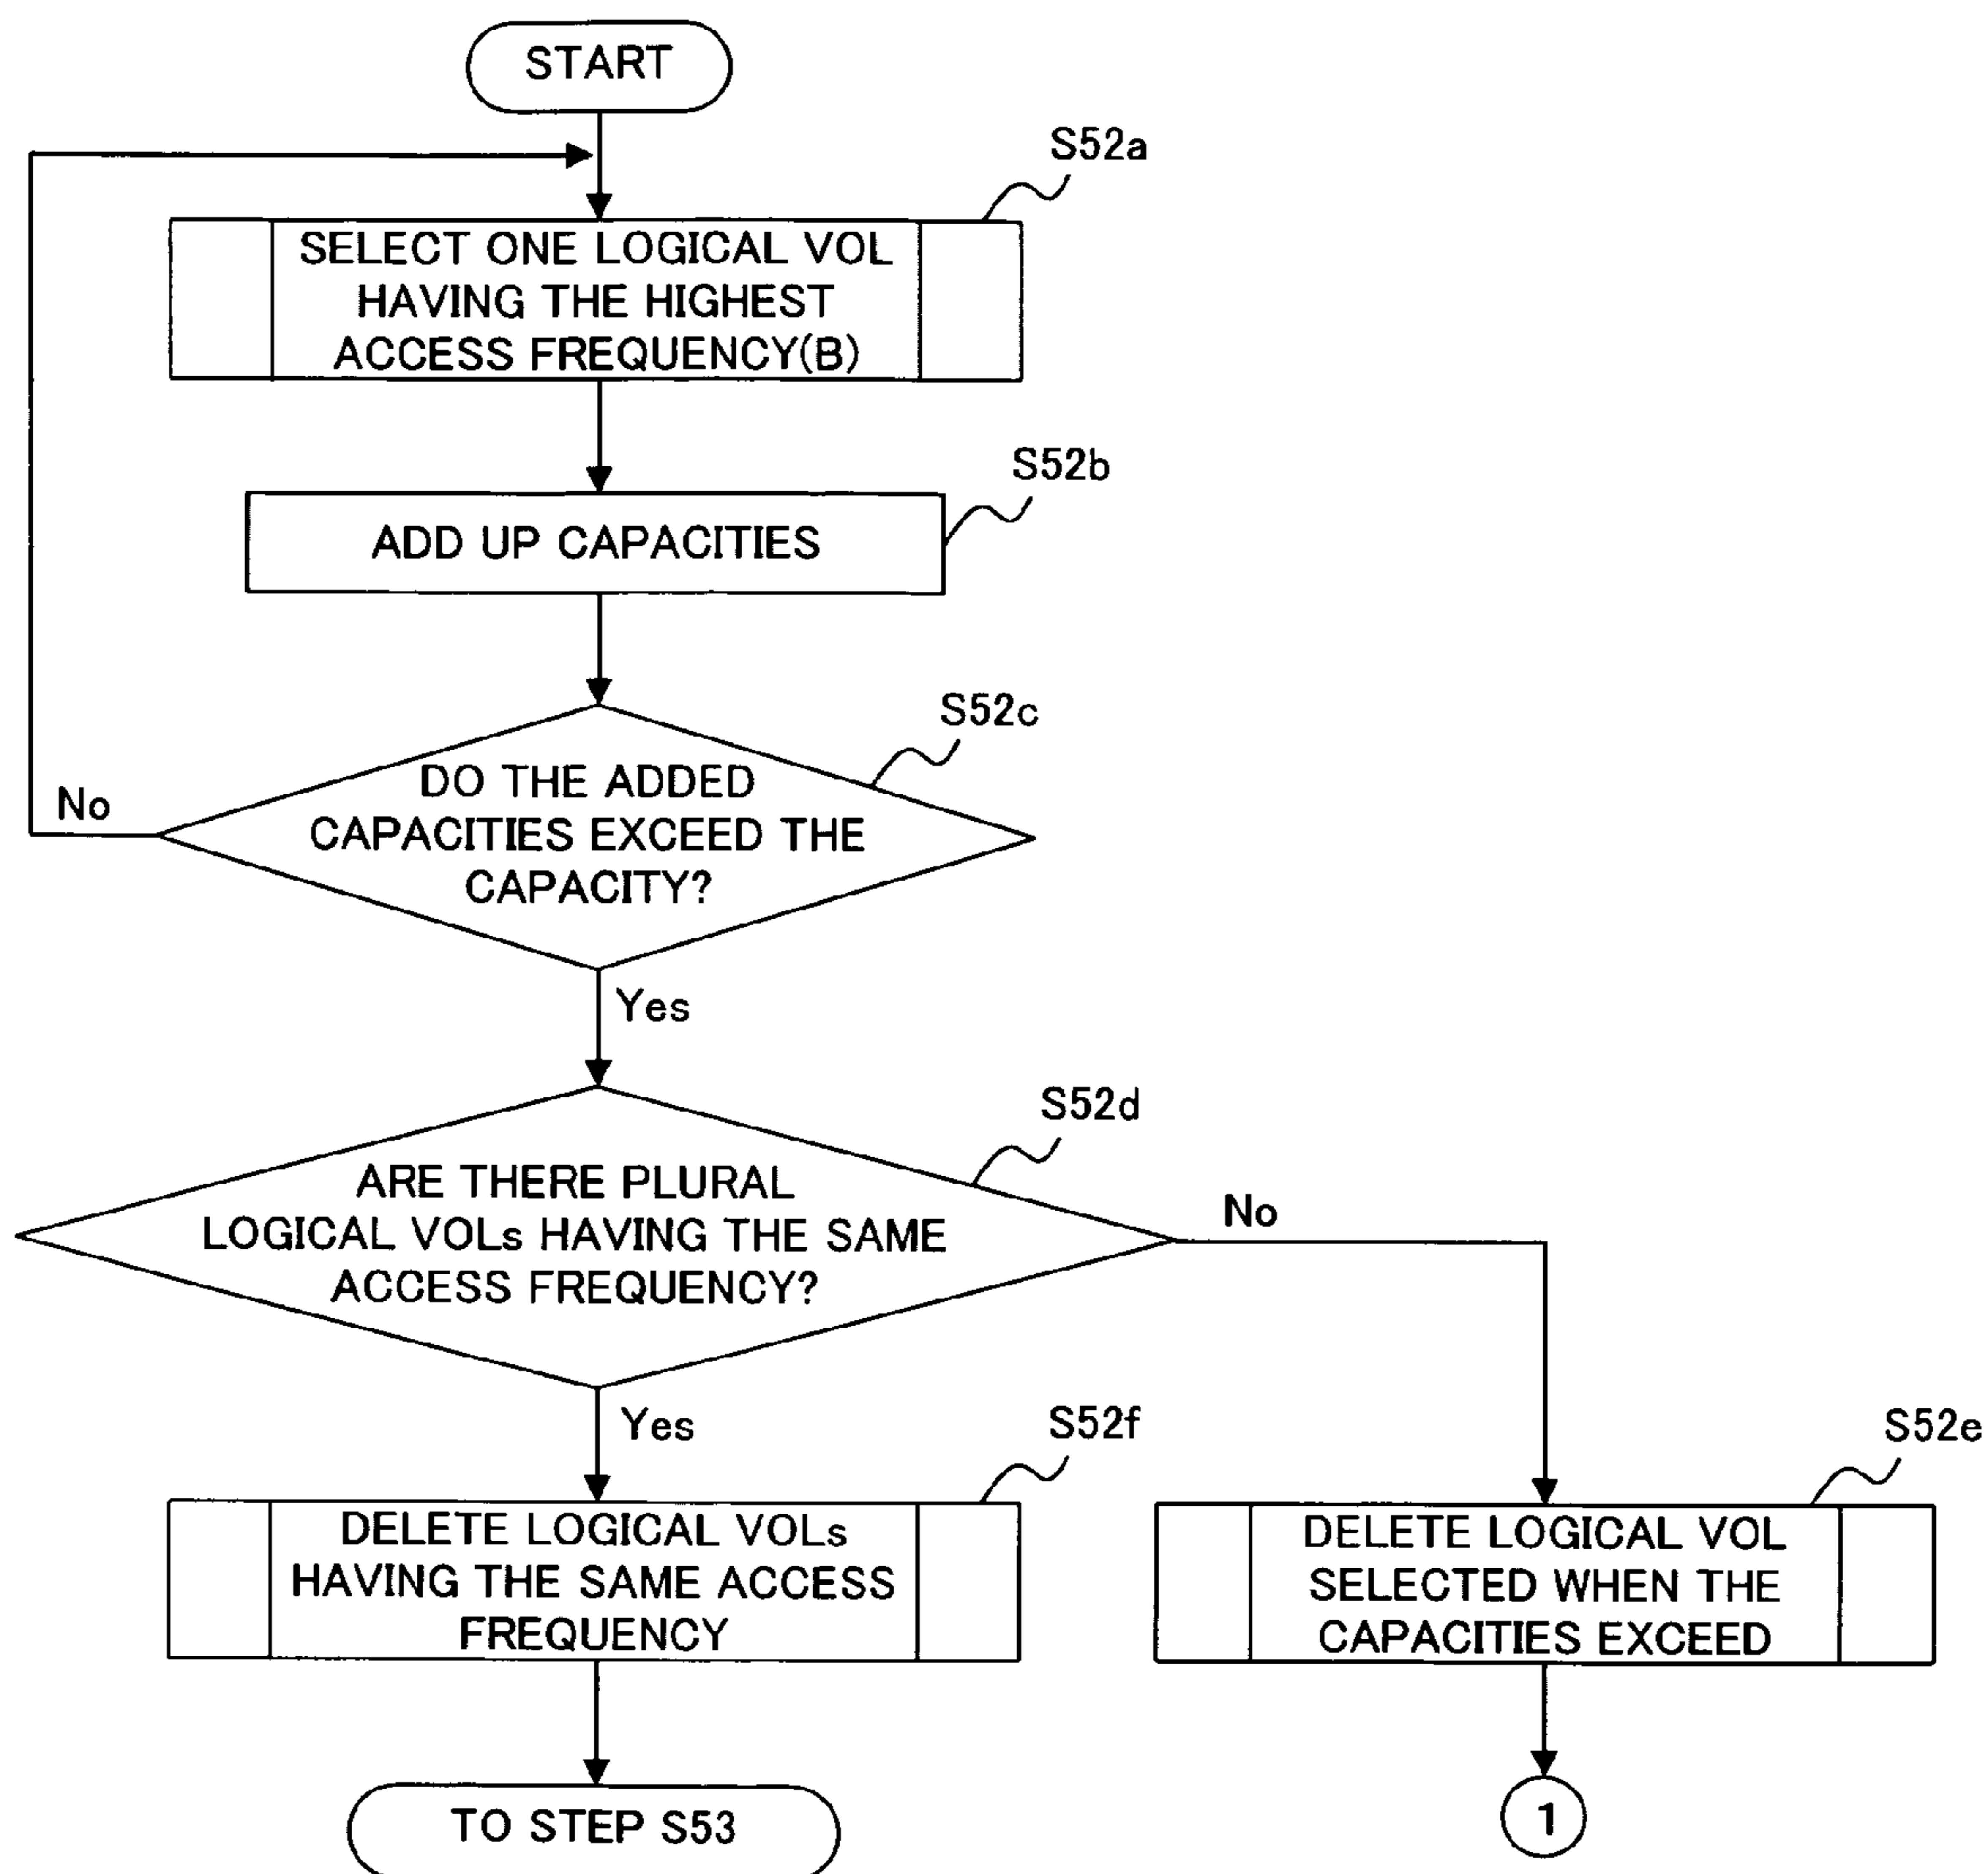 START
S52a
SELECT ONE LOGICAL VOL
HAVING THE HIGHEST
ACCESS FREQUENCY(B)
S52b
ADD UP CAPACITIES
S52c
DO THE ADDED
CAPACITIES EXCEED THE
CAPACITY?
No
Yes
S52d
ARE THERE PLURAL
LOGICAL VOLs HAVING THE SAME
ACCESS FREQUENCY?
No
Yes
S52f
DELETE LOGICAL VOLs
HAVING THE SAME ACCESS
FREQUENCY
S52e
DELETE LOGICAL VOL
SELECTED WHEN THE
CAPACITIES EXCEED
TO STEP S53
1